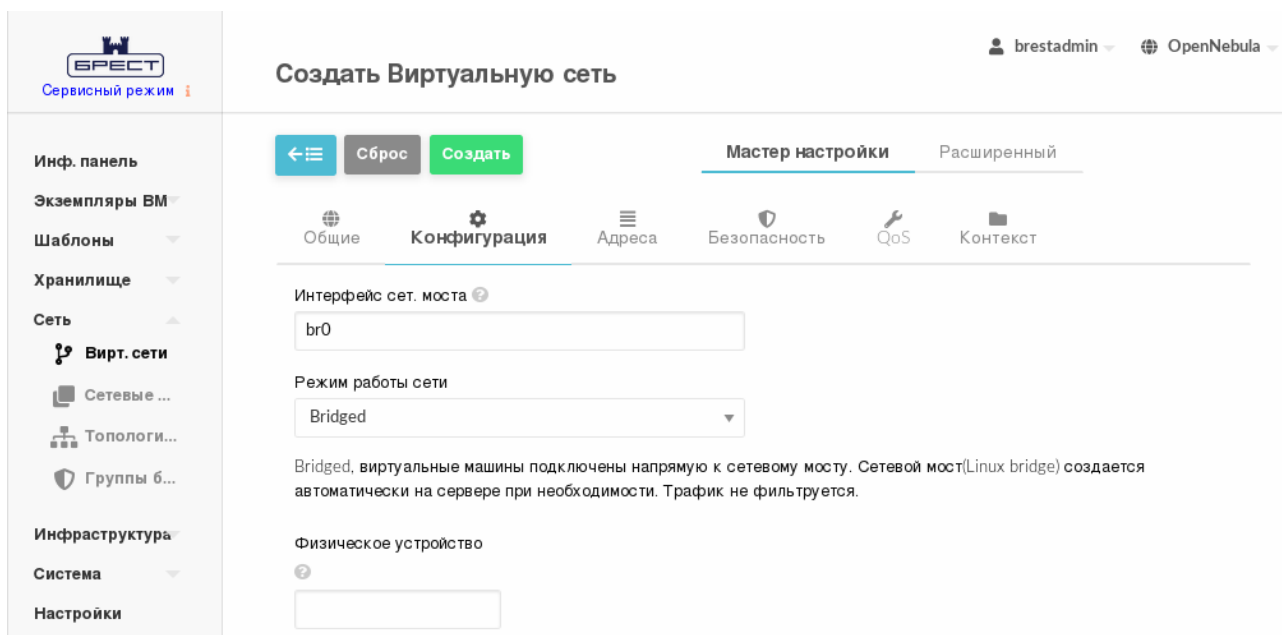 БРЕСТ
Сервисный режим i
brestadmin
OpenNebula
Создать Виртуальную сеть
Сброс
Создать
Мастер настройки
Расширенный
Инф. панель
Экземпляры ВМ
Шаблоны
Хранилище
Сеть
Вирт. сети
Сетевые ...
Топологи...
Группы б...
Инфраструктура
Система
Настройки
Общие
Конфигурация
Адреса
Безопасность
QoS
Контекст
Интерфейс сет. моста ?
br0
Режим работы сети
Bridged
Bridged, виртуальные машины подключены напрямую к сетевому мосту. Сетевой мост(Linux bridge) создается
автоматически на сервере при необходимости. Трафик не фильтруется.
Физическое устройство
?